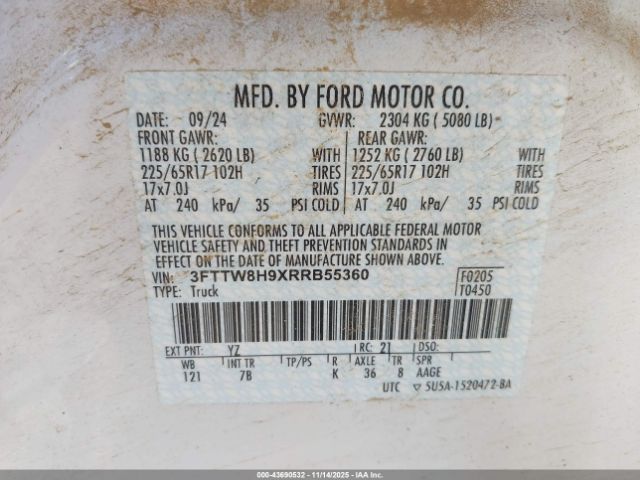 MFD. BY FORD MOTOR CO.
DATE: 09/24 GVWR: 2304 KG ( 5080 LB)
FRONT GAWR: REAR GAWR:
1188 KG ( 2620 LB) WITH 1252 KG ( 2760 LB) WITH
225/65R17 102H TIRES 225/65R17 102H TIRES
17x7.0J RIMS 17x7.0J RIMS
AT 240 kPa/ 35 PSI COLD AT 240 kPa/ 35 PSI COLD
THIS VEHICLE CONFORMS TO ALL APPLICABLE FEDERAL MOTOR
VEHICLE SAFETY AND THEFT PREVENTION STANDARDS IN
EFFECT ON THE DATE OF MANUFACTURE SHOWN ABOVE.
VIN: 3FTTW8H9XRRB55360 F0205
TYPE: Truck T0450
EXT PNT: YZ RC: 21 DSO:
WB INT TR TP/PS R AXLE TR SPR
121 7B K 36 8 AAGE
UTC ▽ 5U5A-1520472-BA
000-43690532 - 11/14/2025 - IAAI.COM